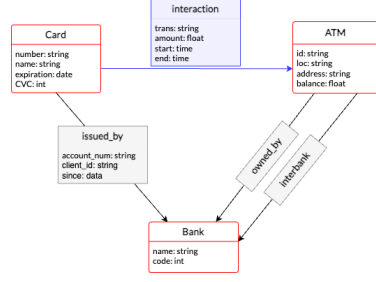 interaction
trans: string
amount: float
start: time
end: time
Card
number: string
name: string
expiration: date
CVC: int
ATM
id: string
loc: string
address: string
balance: float
issued_by
account_num: string
client_id: string
since: data
owned_by
interbank
Bank
name: string
code: int